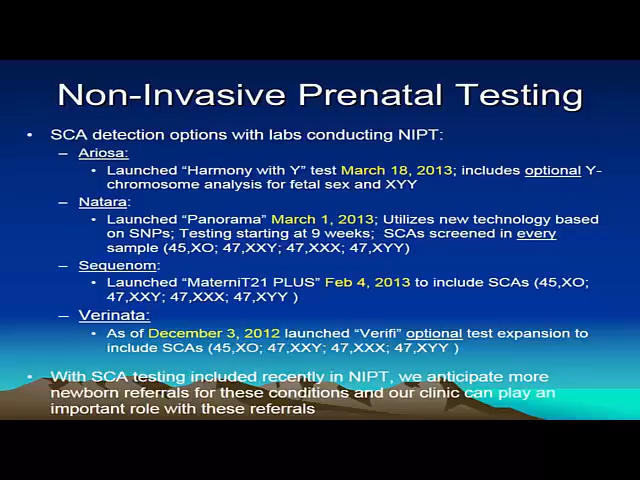 Non-Invasive Prenatal Testing
• SCA detection options with labs conducting NIPT:
– Ariosa:
• Launched “Harmony with Y” test March 18, 2013; includes optional Y-
chromosome analysis for fetal sex and XYY
– Natara:
• Launched “Panorama” March 1, 2013; Utilizes new technology based
on SNPs; Testing starting at 9 weeks; SCAs screened in every
sample (45,XO; 47,XXY; 47,XXX; 47,XYY)
– Sequenom:
• Launched “MaterniT21 PLUS” Feb 4, 2013 to include SCAs (45,XO;
47,XXY; 47,XXX; 47,XYY )
– Verinata:
• As of December 3, 2012 launched “Verifi” optional test expansion to
include SCAs (45,XO; 47,XXY; 47,XXX; 47,XYY )
• With SCA testing included recently in NIPT, we anticipate more
newborn referrals for these conditions and our clinic can play an
important role with these referrals